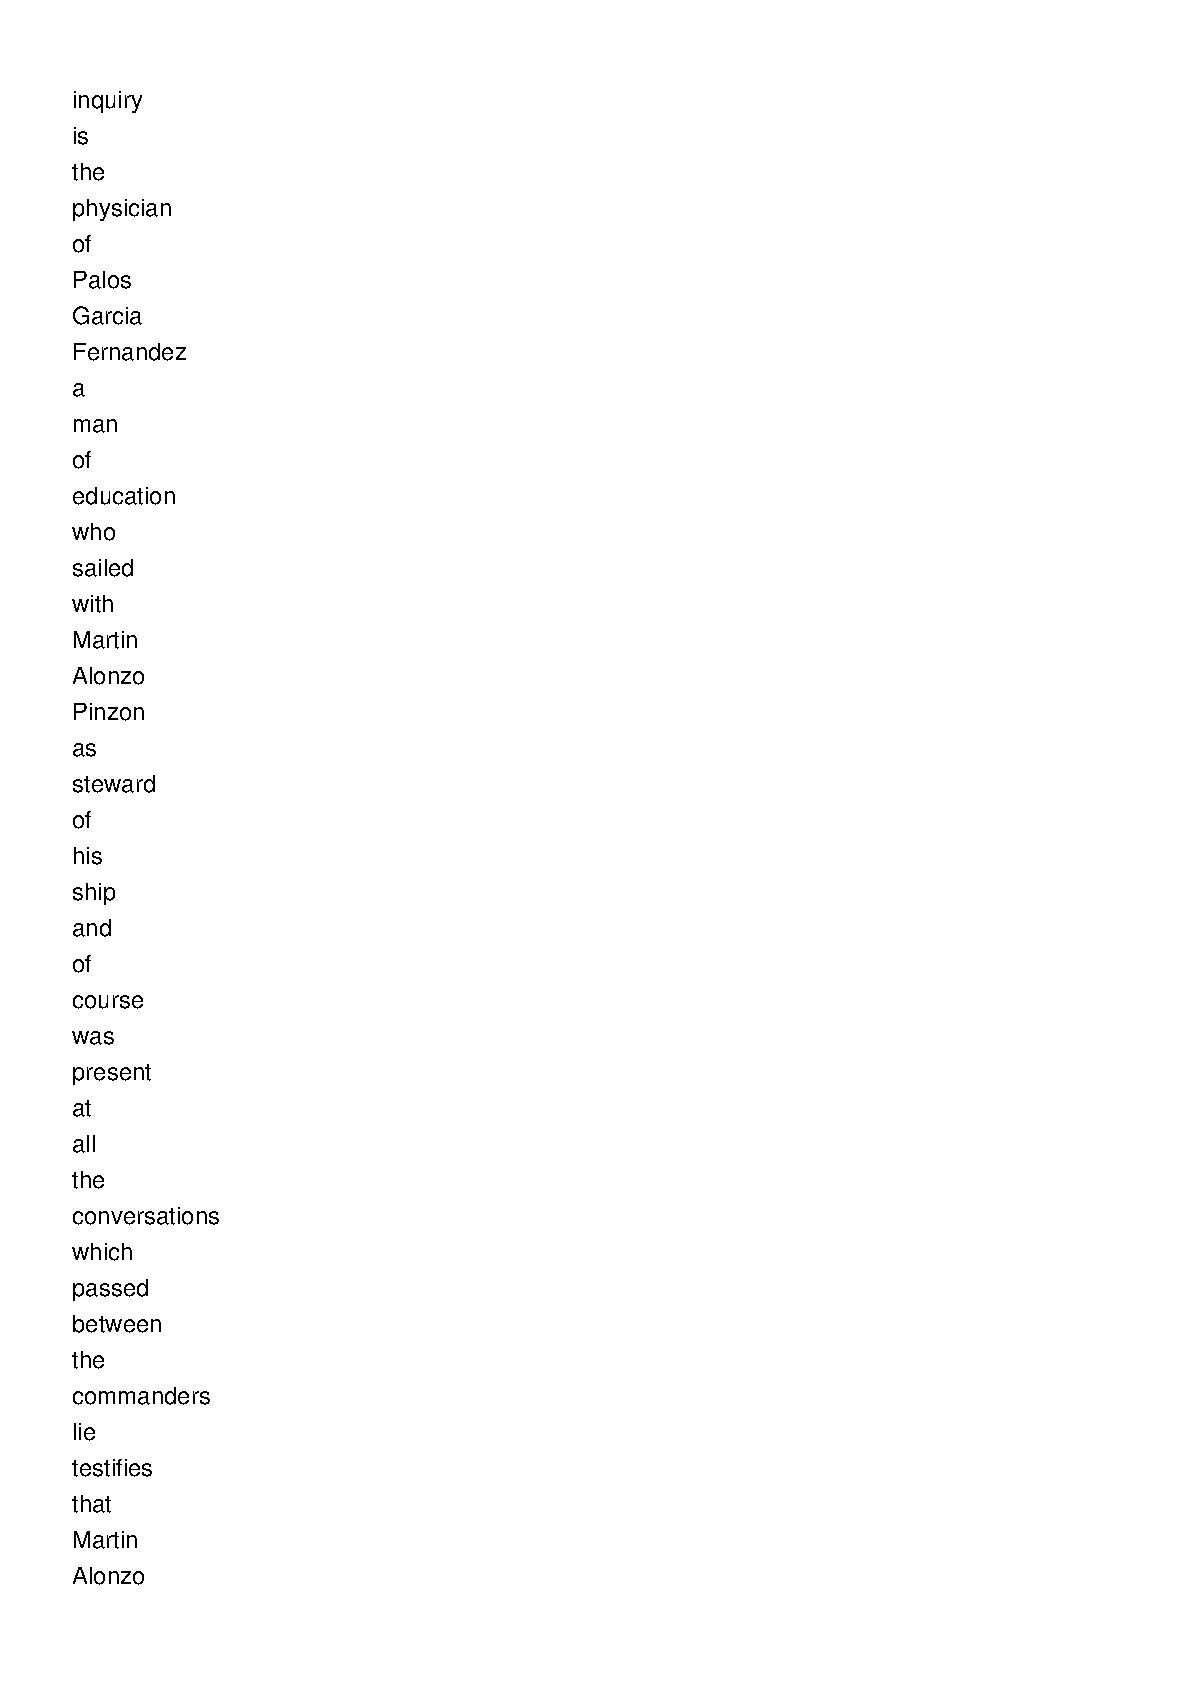 inquiry
is
the
physician
of
Palos
Garcia
Fernandez
a
man
of
education
who
sailed
with
Martin
Alonzo
Pinzon
as
steward
of
his
ship
and
of
course
was
present
at
all
the
conversations
which
passed
between
the
commanders
lie
testifies
that
Martin
Alonzo